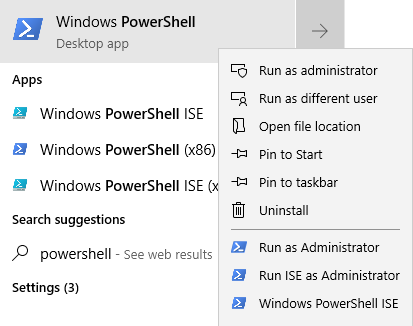 Windows PowerShell
Desktop app
Apps
Windows PowerShell ISE
Windows PowerShell (x86)
Windows PowerShell ISE (x
Search suggestions
powershell - See web results
Settings (3)
Run as administrator
Run as different user
Open file location
Pin to Start
Pin to taskbar
Uninstall
Run as Administrator
Run ISE as Administrator
Windows PowerShell ISE